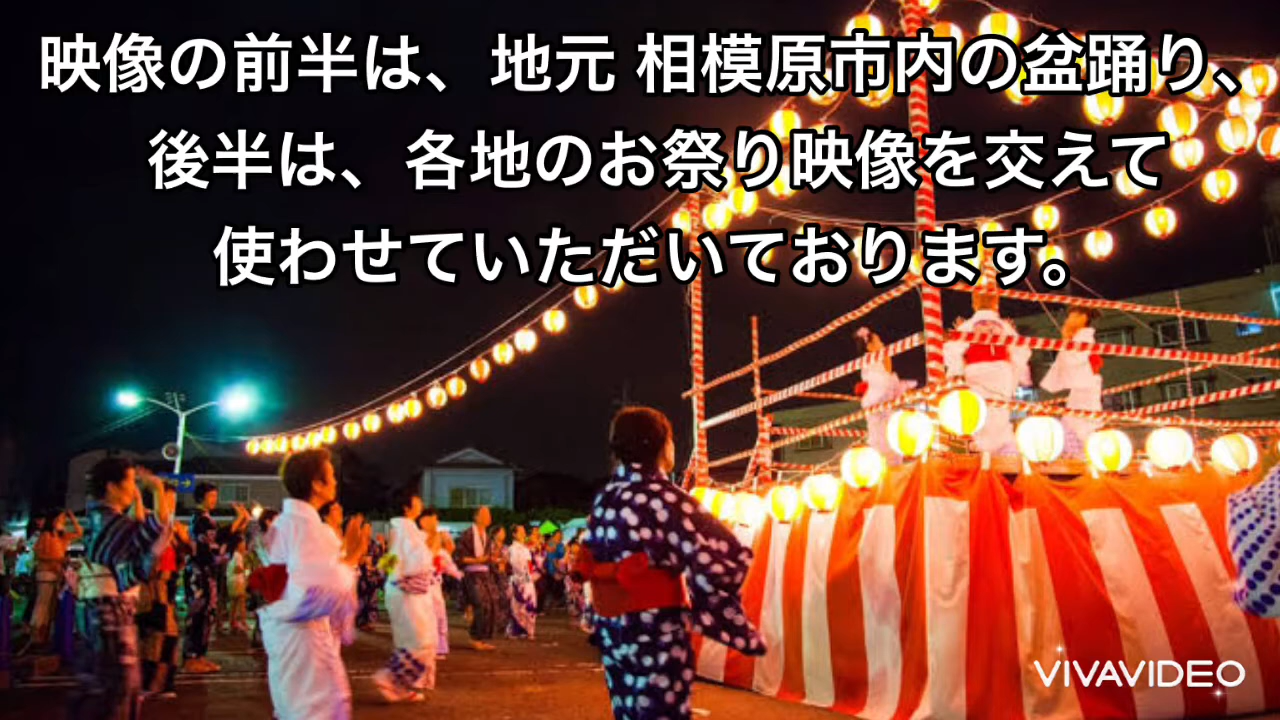 映像の前半は、地元 相模原市内の盆踊り、
後半は、各地のお祭り映像を交えて
使わせていただいております。
VIVAVIDEO